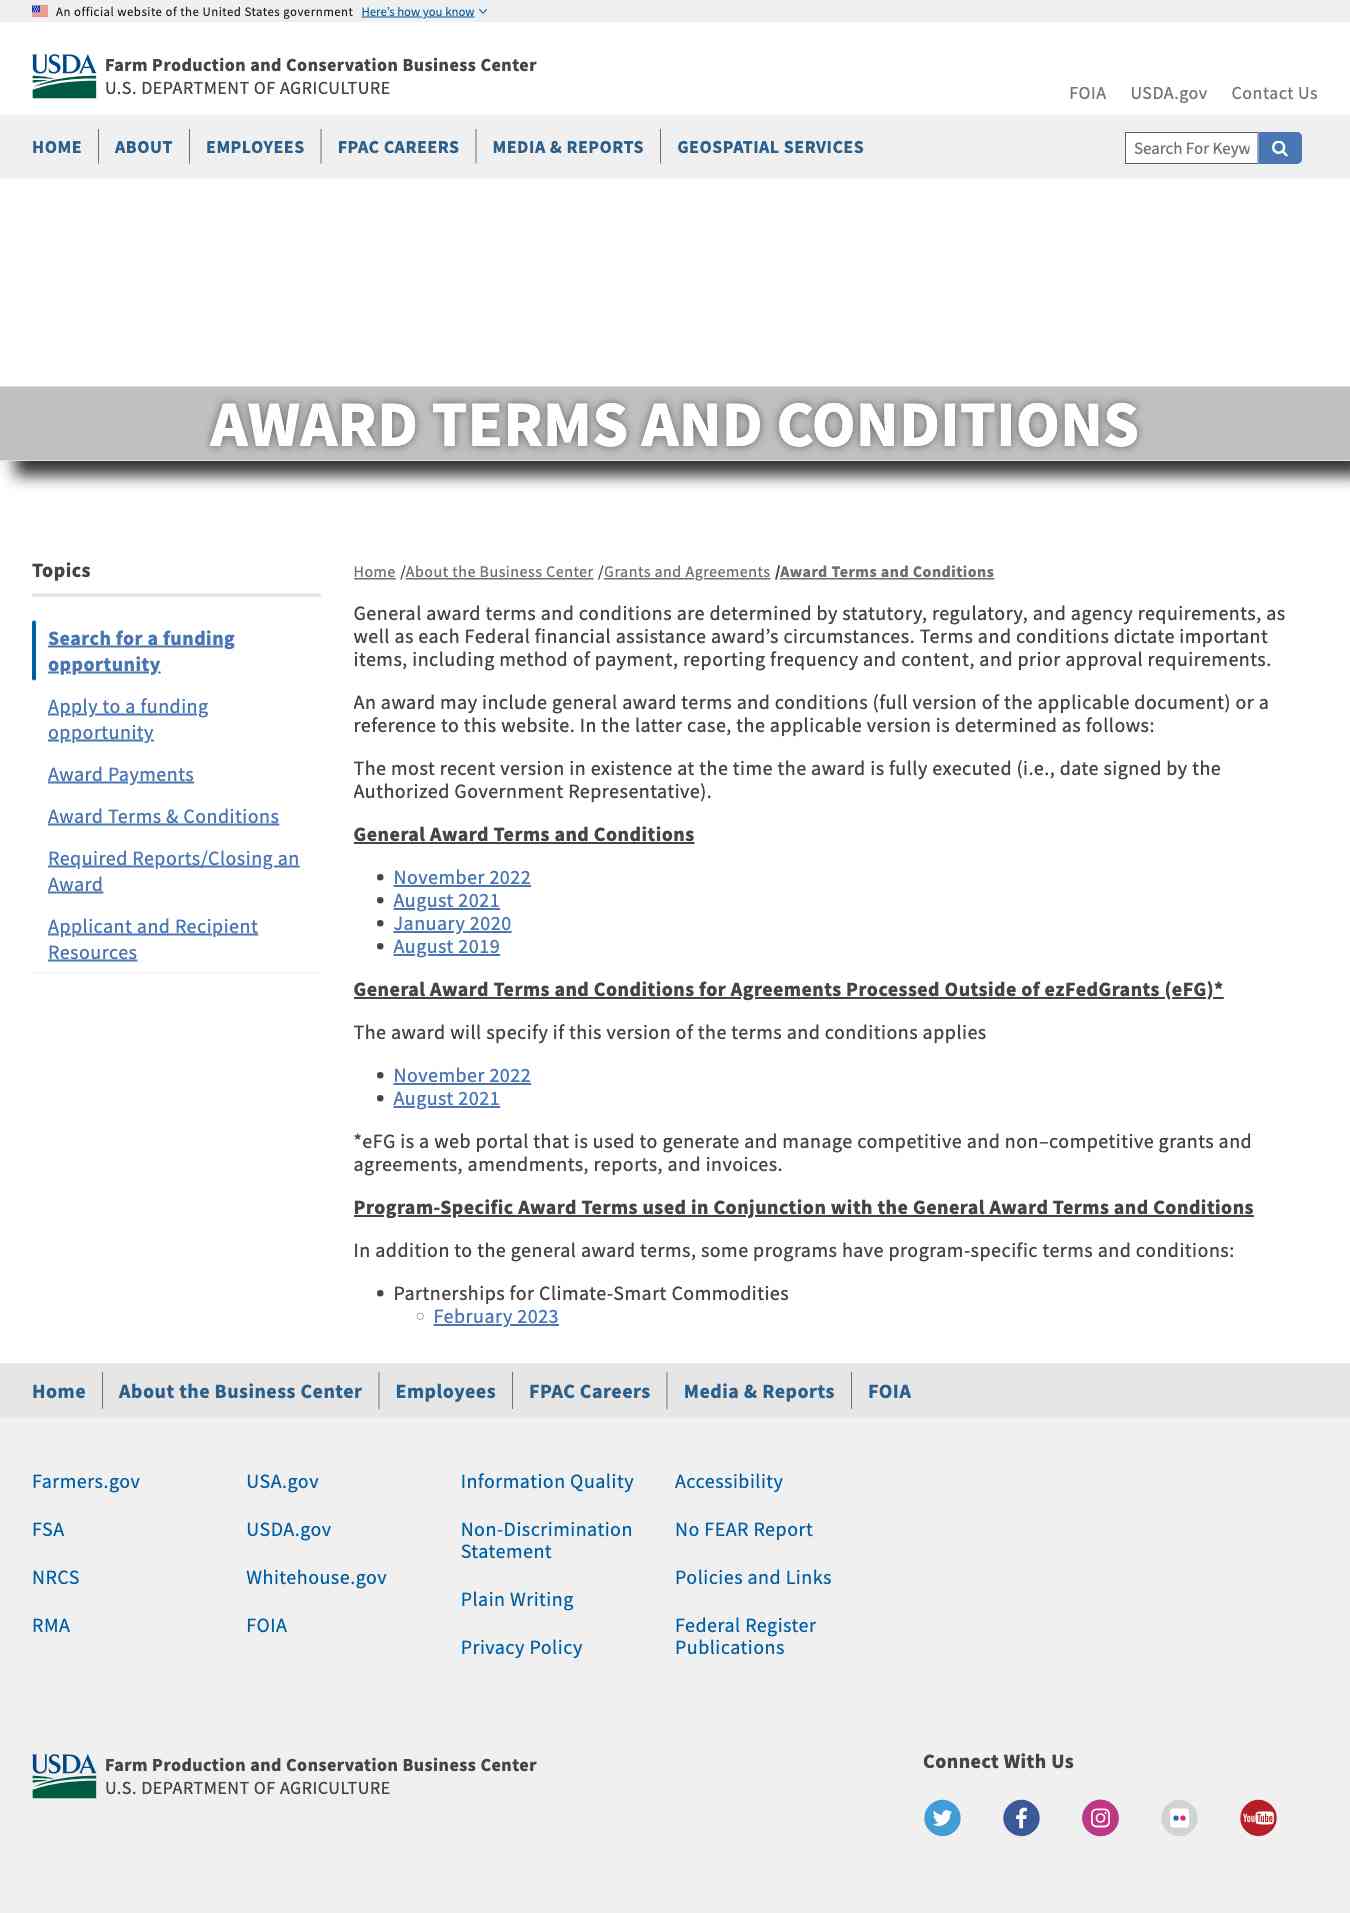 An official website of the United States government Here's how you know
USDA Farm Production and Conservation Business Center
U.S. DEPARTMENT OF AGRICULTURE
FOIA USDA.gov Contact Us
HOME ABOUT EMPLOYEES FPAC CAREERS MEDIA & REPORTS GEOSPATIAL SERVICES
Search For Keyw
AWARD TERMS AND CONDITIONS
Topics
Search for a funding
opportunity
Apply to a funding
opportunity
Award Payments
Award Terms & Conditions
Required Reports/Closing an
Award
Applicant and Recipient
Resources
Home /About the Business Center /Grants and Agreements /Award Terms and Conditions
General award terms and conditions are determined by statutory, regulatory, and agency requirements, as
well as each Federal financial assistance award’s circumstances. Terms and conditions dictate important
items, including method of payment, reporting frequency and content, and prior approval requirements.
An award may include general award terms and conditions (full version of the applicable document) or a
reference to this website. In the latter case, the applicable version is determined as follows:
The most recent version in existence at the time the award is fully executed (i.e., date signed by the
Authorized Government Representative).
General Award Terms and Conditions
• November 2022
• August 2021
• January 2020
• August 2019
General Award Terms and Conditions for Agreements Processed Outside of ezFedGrants (eFG)*
The award will specify if this version of the terms and conditions applies
• November 2022
• August 2021
*eFG is a web portal that is used to generate and manage competitive and non–competitive grants and
agreements, amendments, reports, and invoices.
Program-Specific Award Terms used in Conjunction with the General Award Terms and Conditions
In addition to the general award terms, some programs have program-specific terms and conditions:
• Partnerships for Climate-Smart Commodities
○ February 2023
Home About the Business Center Employees FPAC Careers Media & Reports FOIA
Farmers.gov
FSA
NRCS
RMA
USA.gov
USDA.gov
Whitehouse.gov
FOIA
Information Quality
Non-Discrimination
Statement
Plain Writing
Privacy Policy
Accessibility
No FEAR Report
Policies and Links
Federal Register
Publications
USDA Farm Production and Conservation Business Center
U.S. DEPARTMENT OF AGRICULTURE
Connect With Us
YouTube